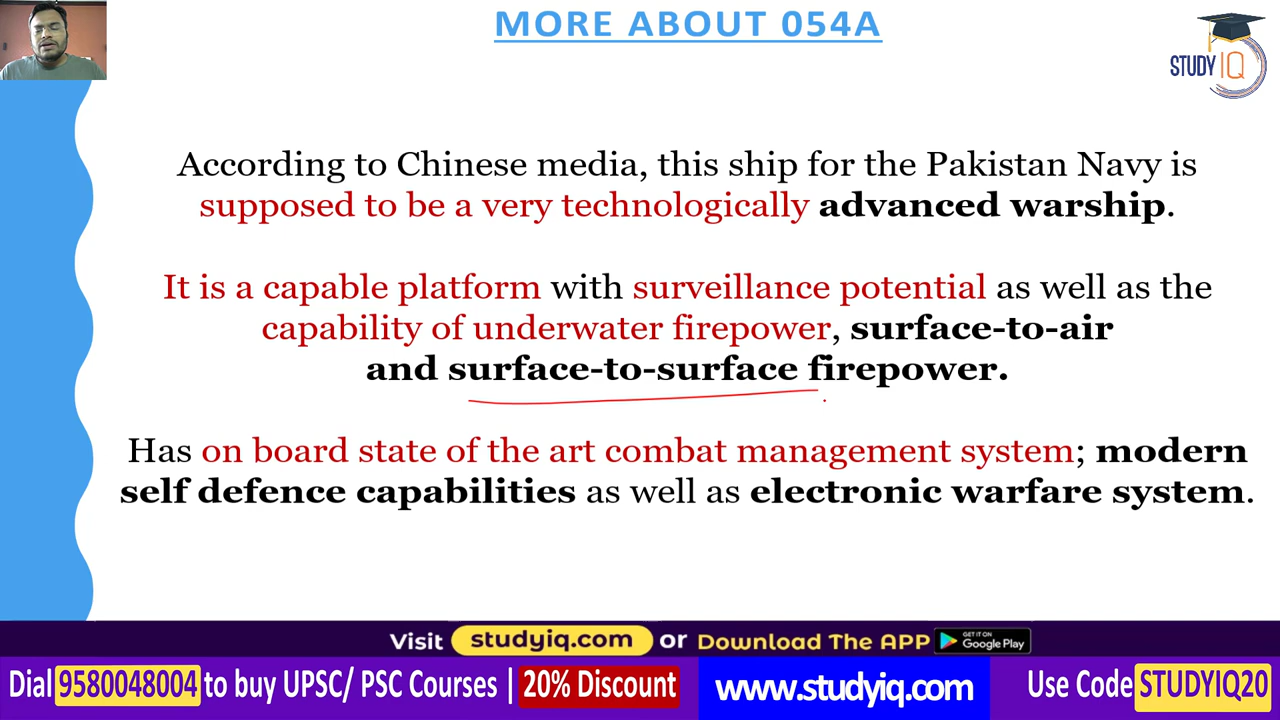 MORE ABOUT 054A
STUDY IQ
According to Chinese media, this ship for the Pakistan Navy is
supposed to be a very technologically advanced warship.
It is a capable platform with surveillance potential as well as the
capability of underwater firepower, surface-to-air
and surface-to-surface firepower.
Has on board state of the art combat management system; modern
self defence capabilities as well as electronic warfare system.
Visit studyiq.com or Download The APP GET IT ON Google Play
Dial 9580048004 to buy UPSC/ PSC Courses | 20% Discount www.studyiq.com Use Code STUDYIQ20